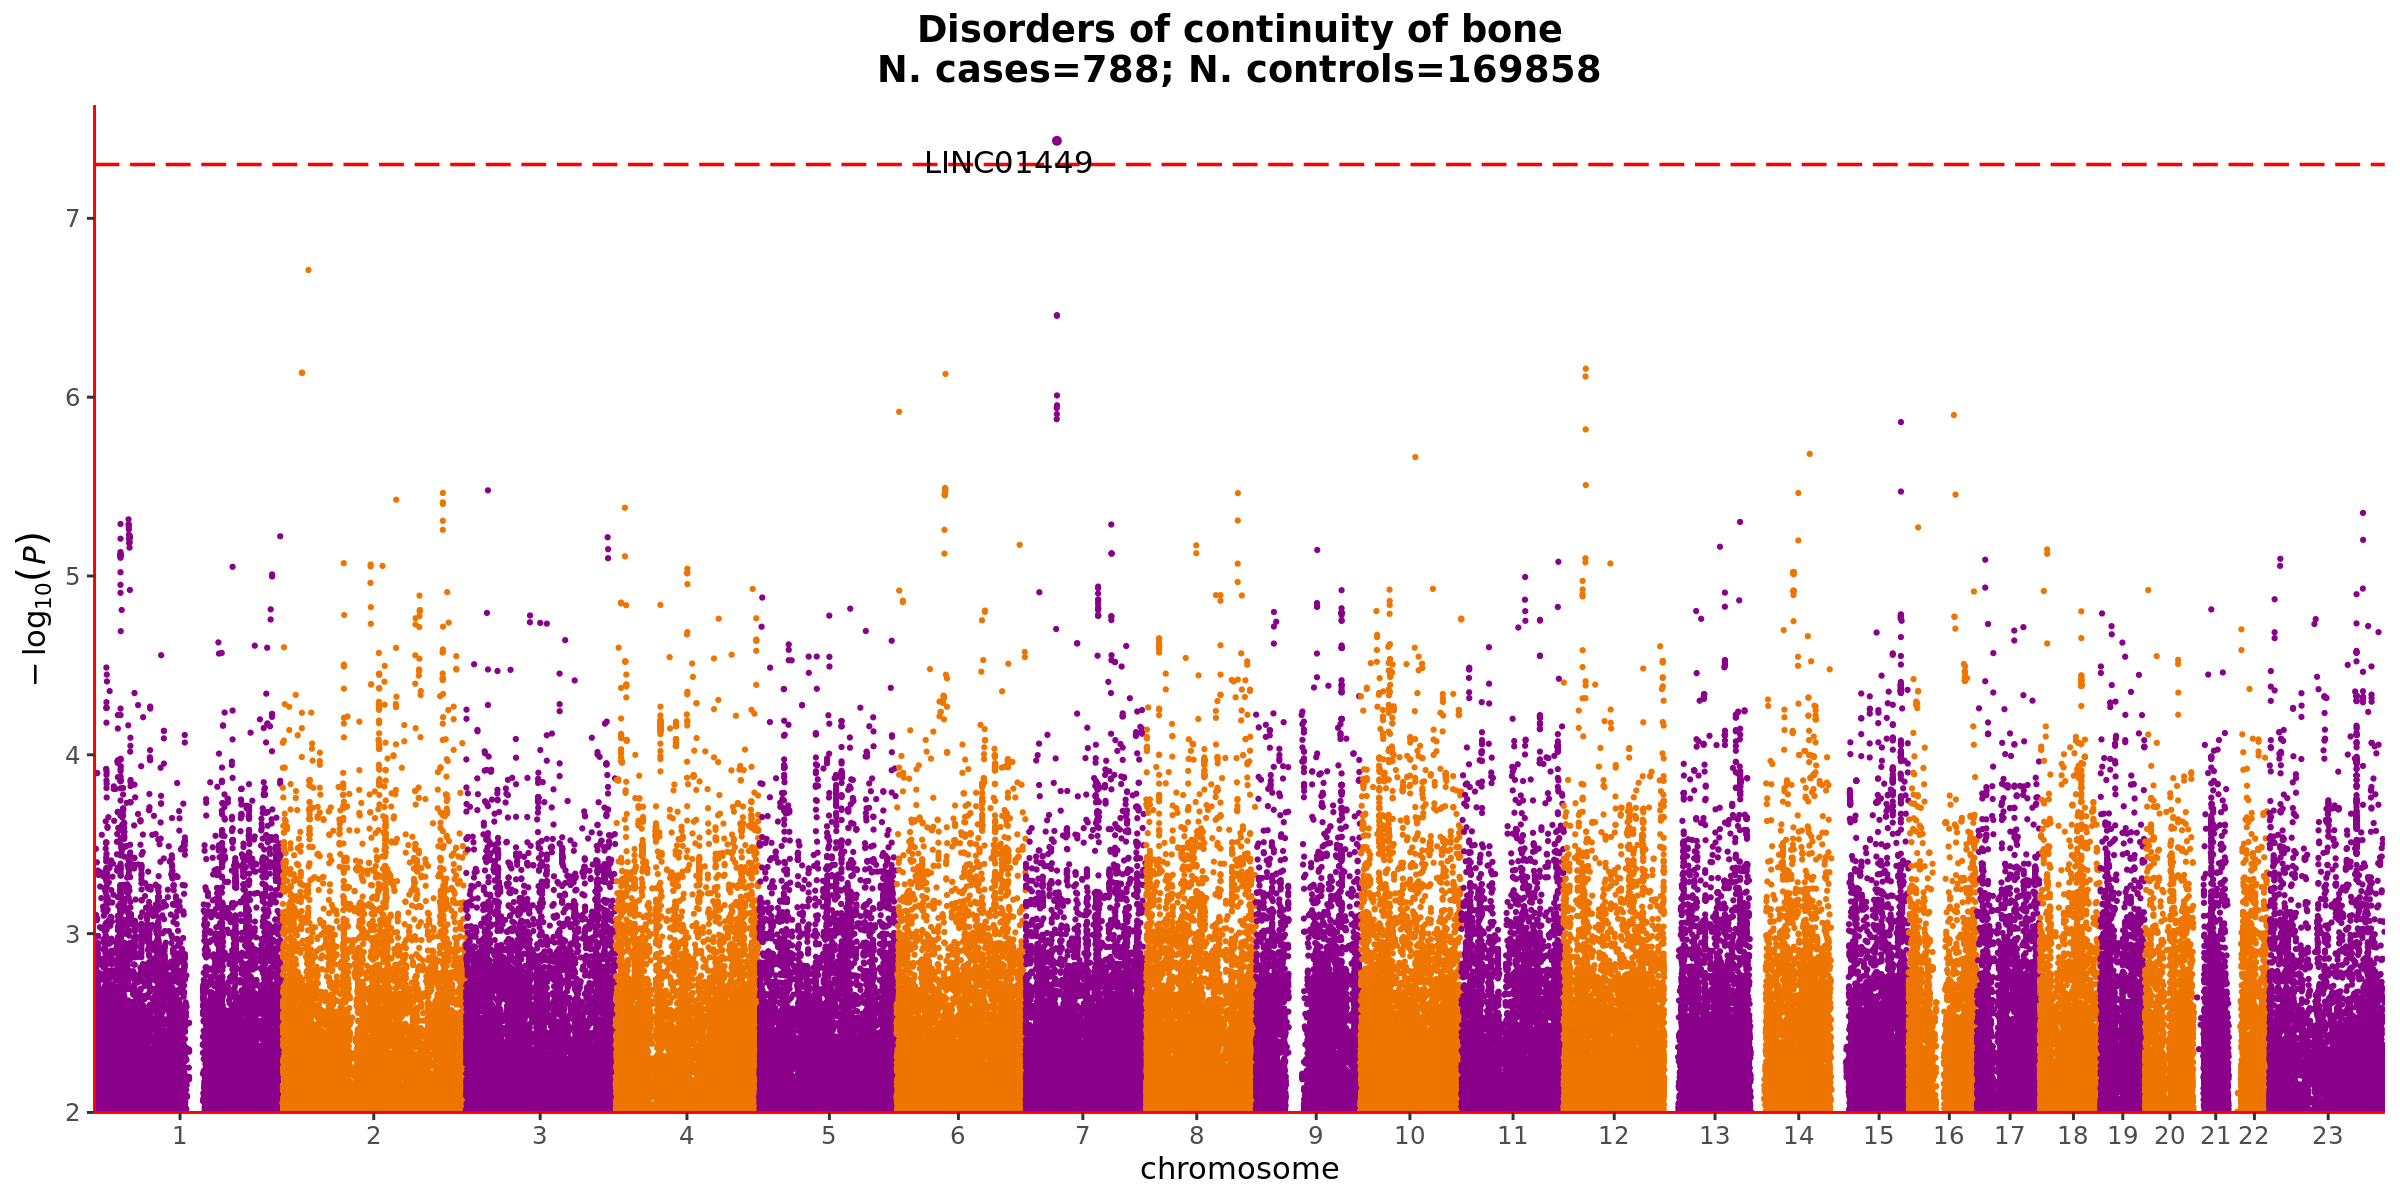 Disorders of continuity of bone
N. cases=788; N. controls=169858
LINC01449
7
6
5
4
3
2
−log10(P)
1 2 3 4 5 6 7 8 9 10 11 12 13 14 15 16 17 18 19 20 21 22 23
chromosome